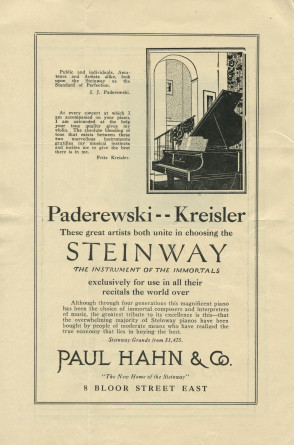 Public and individuals, Ama-
teurs and Artists alike, look
upon the Steinway as the
Standard of Perfection.
I. J. Paderewski.
At every concert at which I
am accompanied on your piano,
I am astounded at the help
your tone quality gives my
violin. The absolute blending of
tone that exists between these
two marvellous instruments
gratifies my musical instincts
and incites me to give the best
there is in me.
Fritz Kreisler.
Paderewski--Kreisler
These great artists both unite in choosing the
STEINWAY
THE INSTRUMENT OF THE IMMORTALS
exclusively for use in all their
recitals the world over
Although through four generations this magnificent piano
has been the choice of immortal composers and interpreters
of music, the greatest tribute to its excellence is this—that
the overwhelming majority of Steinway pianos have been
bought by people of moderate means who have realized the
true economy that lies in buying the best.
Steinway Grands from $1,475.
PAUL HAHN & Co.
"The New Home of the Steinway"
8 BLOOR STREET EAST